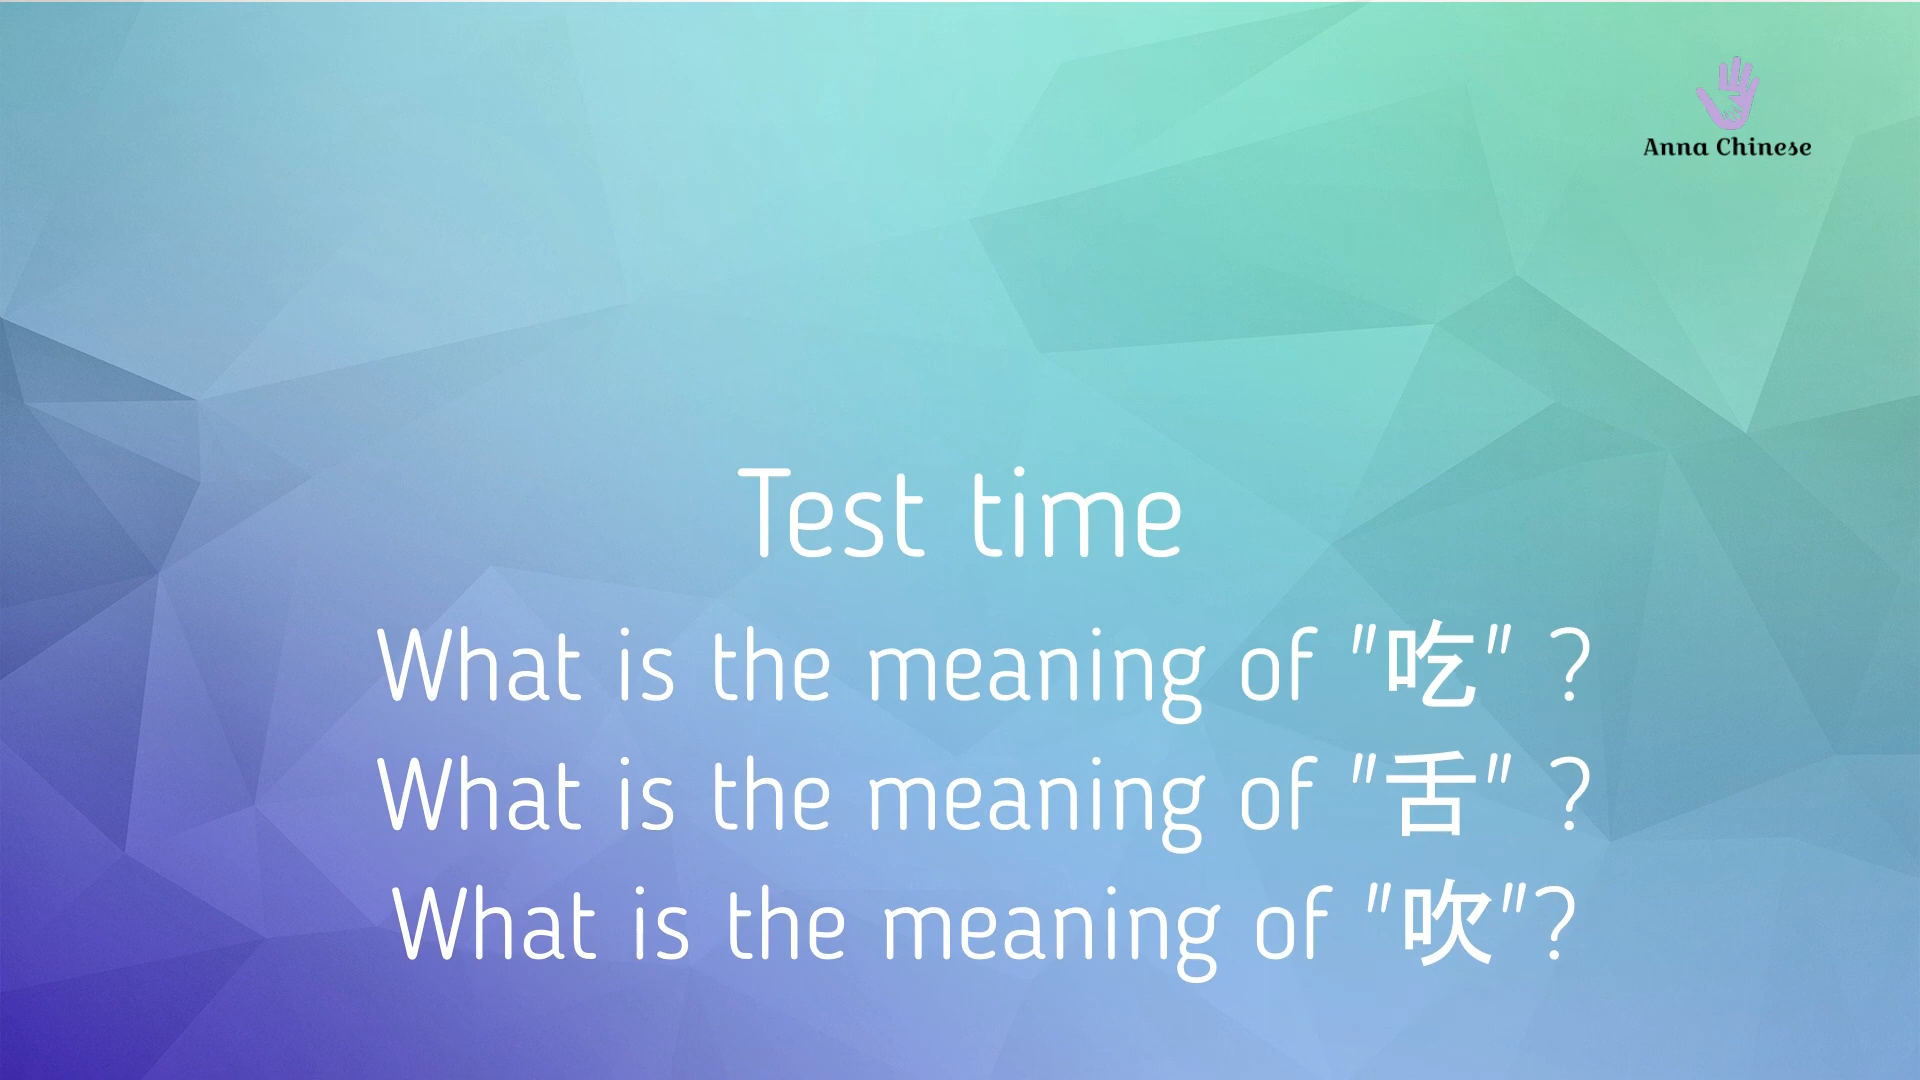 Anna Chinese
Test time
What is the meaning of "吃" ?
What is the meaning of "舌" ?
What is the meaning of "吹"?